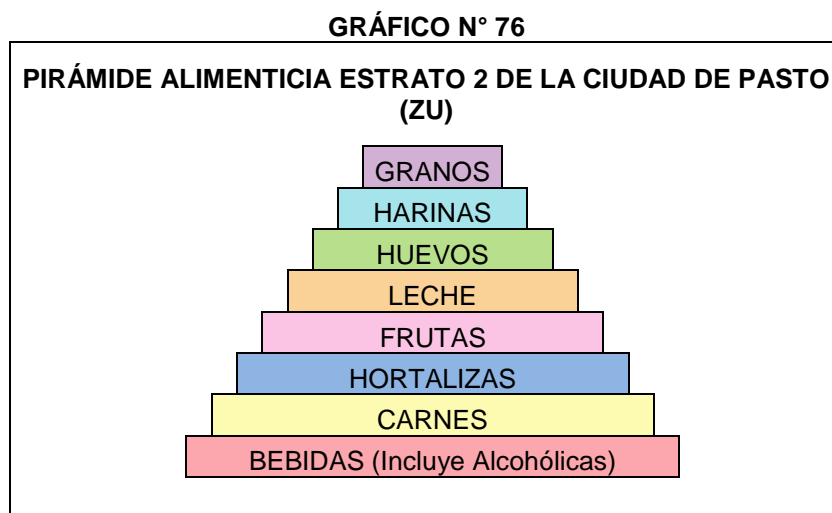 GRÁFICO N° 76
PIRÁMIDE ALIMENTICIA ESTRATO 2 DE LA CIUDAD DE PASTO
(ZU)
GRANOS
HARINAS
HUEVOS
LECHE
FRUTAS
HORTALIZAS
CARNES
BEBIDAS (Incluye Alcohólicas)